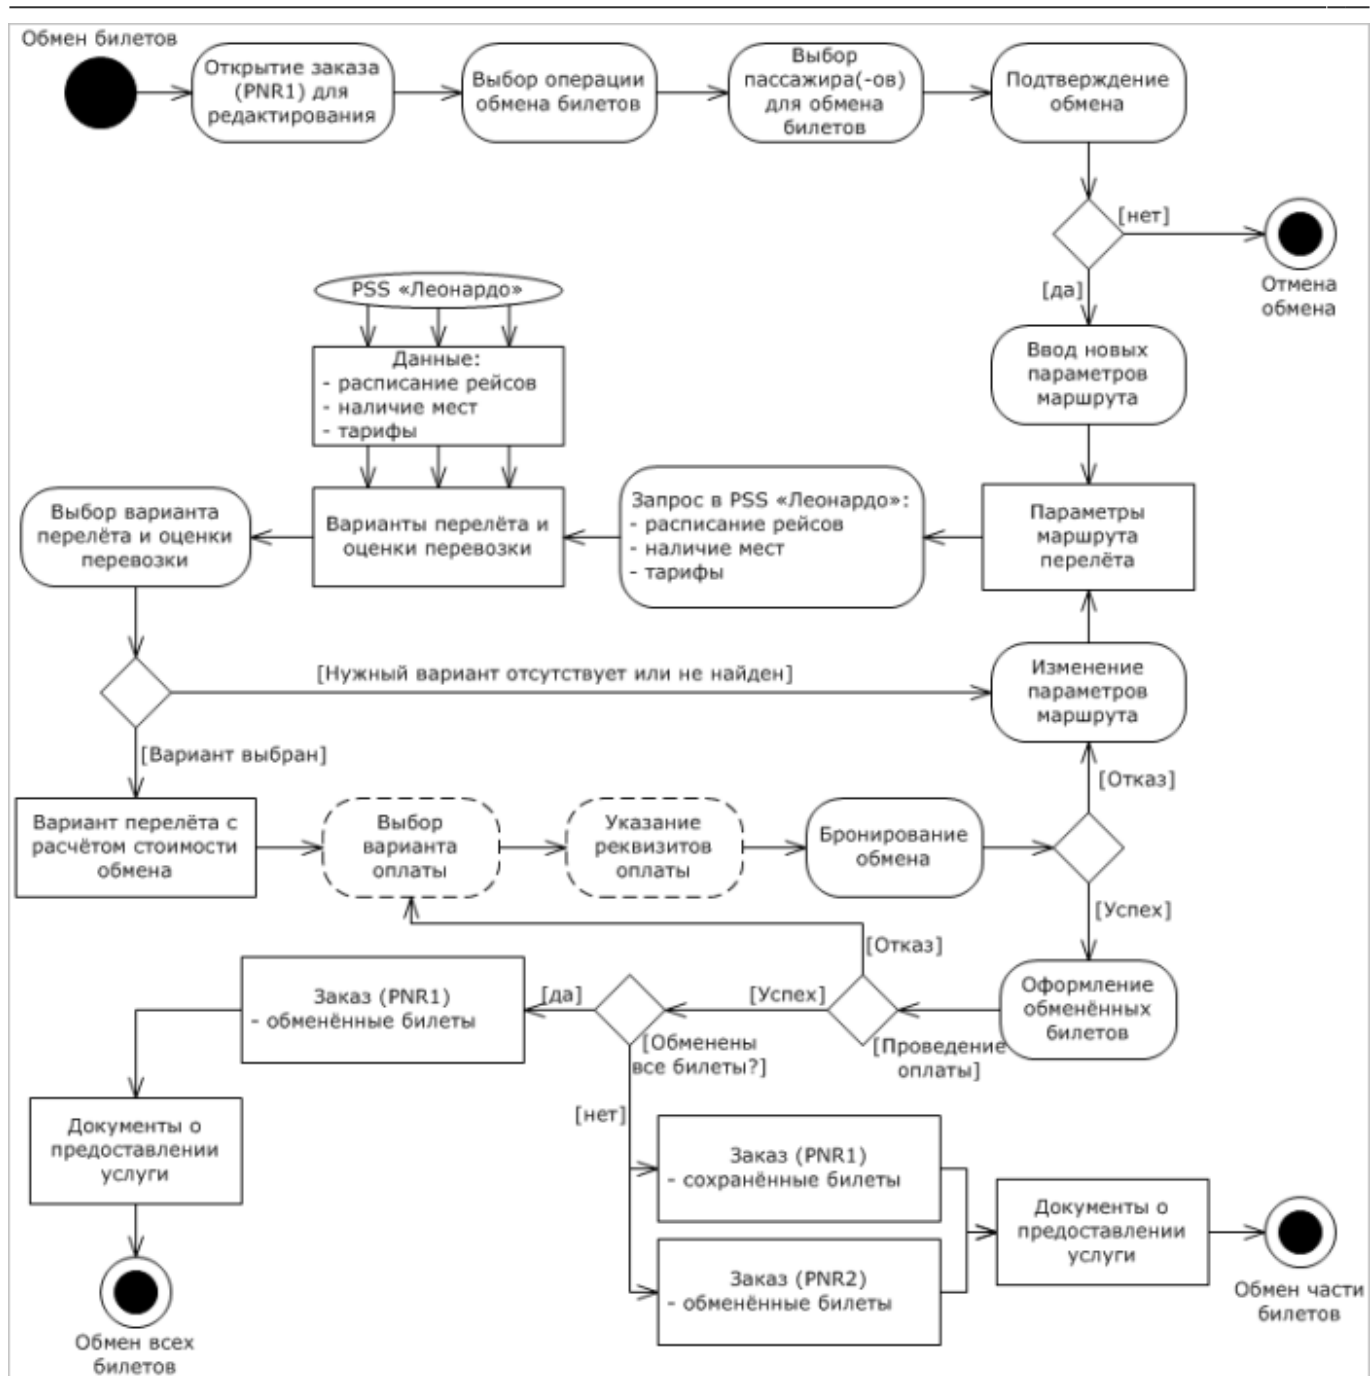 Обмен билетов
Открытие заказа
(PNR1) для
редактирования
Выбор операции
обмена билетов
Выбор
пассажира(-ов)
для обмена
билетов
Подтверждение
обмена
[нет]
Отмена
обмена
[да]
PSS «Леонардо»
Данные:
- расписание рейсов
- наличие мест
- тарифы
Ввод новых
параметров
маршрута
Выбор варианта
перелёта и оценки
перевозки
Варианты перелёта и
оценки перевозки
Запрос в PSS «Леонардо»:
- расписание рейсов
- наличие мест
- тарифы
Параметры
маршрута
перелёта
[Нужный вариант отсутствует или не найден]
Изменение
параметров
маршрута
[Вариант выбран]
[Отказ]
Вариант перелёта с
расчётом стоимости
обмена
Выбор
варианта
оплаты
Указание
реквизитов
оплаты
Бронирование
обмена
[Успех]
[Отказ]
Заказ (PNR1)
- обменённые билеты
[да]
[Успех]
Оформление
обменённых
билетов
[Обменены
все билеты?]
[Проведение
оплаты]
[нет]
Документы о
предоставлении
услуги
Заказ (PNR1)
- сохранённые билеты
Документы о
предоставлении
услуги
Заказ (PNR2)
- обменённые билеты
Обмен части
билетов
Обмен всех
билетов